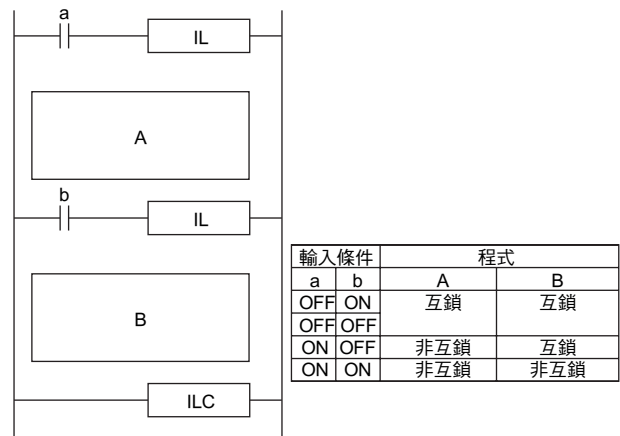 a
IL
A
b
IL
B
ILC
輸入條件 程式
a b A B
OFF ON 互鎖 互鎖
OFF OFF
ON OFF 非互鎖 互鎖
ON ON 非互鎖 非互鎖